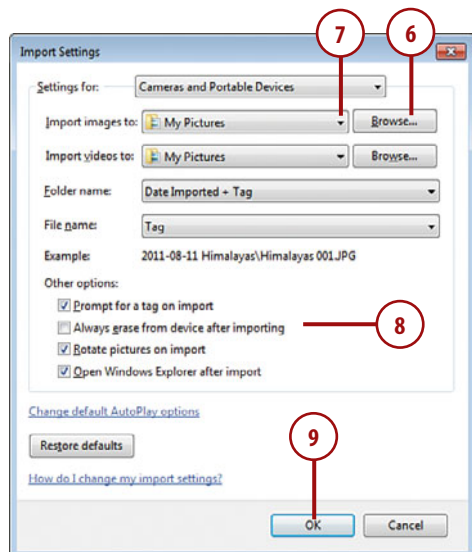 7 6
Import Settings
Settings for: Cameras and Portable Devices
Import images to: My Pictures Browse...
Import videos to: My Pictures Browse...
Folder name: Date Imported + Tag
File name: Tag
Example: 2011-08-11 Himalayas\Himalayas 001.JPG
Other options:
Prompt for a tag on import
Always erase from device after importing 8
Rotate pictures on import
Open Windows Explorer after import
Change default AutoPlay options
Restore defaults 9
How do I change my import settings?
OK Cancel